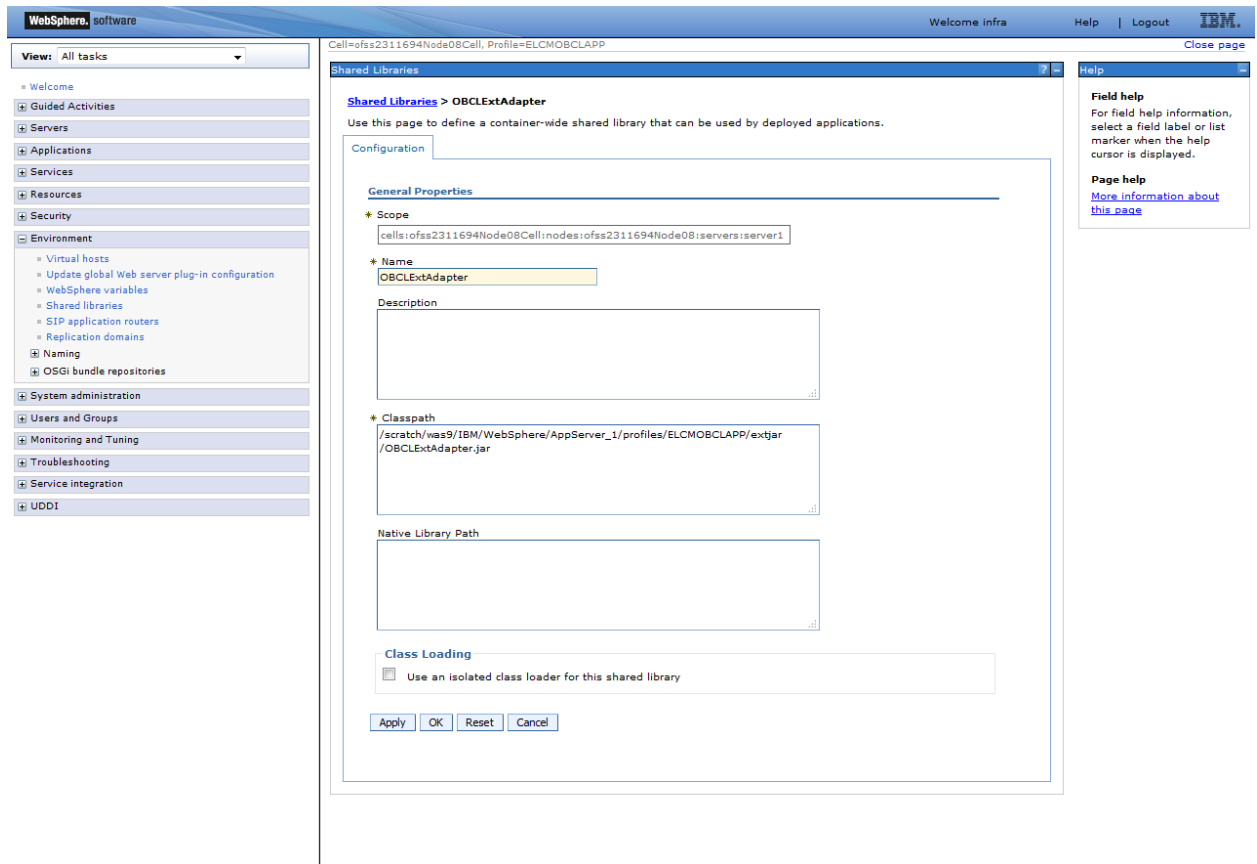 WebSphere. software
Welcome infra
Help | Logout
IBM.
View: All tasks
Welcome
Guided Activities
Servers
Applications
Services
Resources
Security
Environment
Virtual hosts
Update global Web server plug-in configuration
WebSphere variables
Shared libraries
SIP application routers
Replication domains
Naming
OSGi bundle repositories
System administration
Users and Groups
Monitoring and Tuning
Troubleshooting
Service integration
UDDI
Cell=ofss2311694Node08Cell, Profile=ELCMOBCLAPP
Close page
Shared Libraries
?
Shared Libraries > OBCLExtAdapter
Use this page to define a container-wide shared library that can be used by deployed applications.
Configuration
General Properties
* Scope
cells:ofss2311694Node08Cell:nodes:ofss2311694Node08:servers:server1
* Name
OBCLExtAdapter
Description
* Classpath
/scratch/was9/IBM/WebSphere/AppServer_1/profiles/ELCMOBCLAPP/extjar
/OBCLExtAdapter.jar
Native Library Path
Class Loading
Use an isolated class loader for this shared library
Apply OK Reset Cancel
Help
Field help
For field help information,
select a field label or list
marker when the help
cursor is displayed.
Page help
More information about
this page